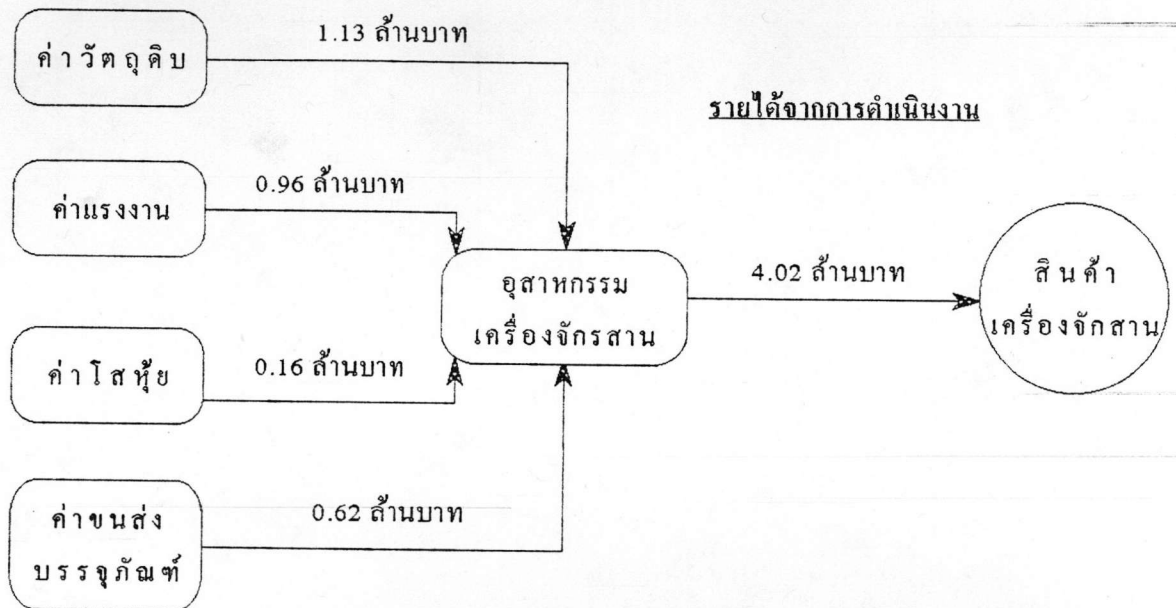 ค่าวัตถุดิบ
1.13 ล้านบาท
รายได้จากการดำเนินงาน
ค่าแรงงาน
0.96 ล้านบาท
อุสาหกรรม
เครื่องจักรสาน
4.02 ล้านบาท
สินค้า
เครื่องจักสาน
ค่าโสหุ้ย
0.16 ล้านบาท
ค่าขนส่ง
บรรจุภัณฑ์
0.62 ล้านบาท